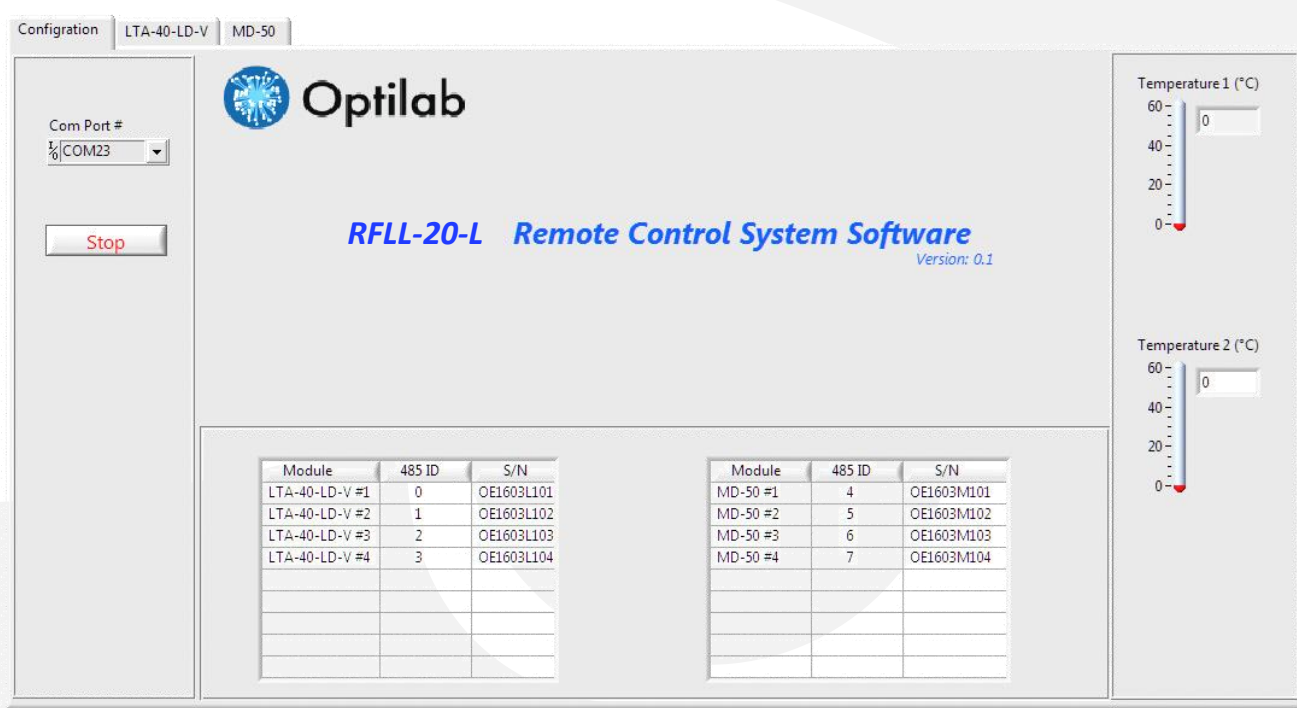 Configration LTA-40-LD-V MD-50
Com Port #
COM23
Stop
Optilab
RFLL-20-L Remote Control System Software
Version: 0.1
Temperature 1 (°C)
60
0
40
20
0
Temperature 2 (°C)
60
0
40
20
0
Module 485 ID S/N
LTA-40-LD-V #1 0 OE1603L101
LTA-40-LD-V #2 1 OE1603L102
LTA-40-LD-V #3 2 OE1603L103
LTA-40-LD-V #4 3 OE1603L104
Module 485 ID S/N
MD-50 #1 4 OE1603M101
MD-50 #2 5 OE1603M102
MD-50 #3 6 OE1603M103
MD-50 #4 7 OE1603M104